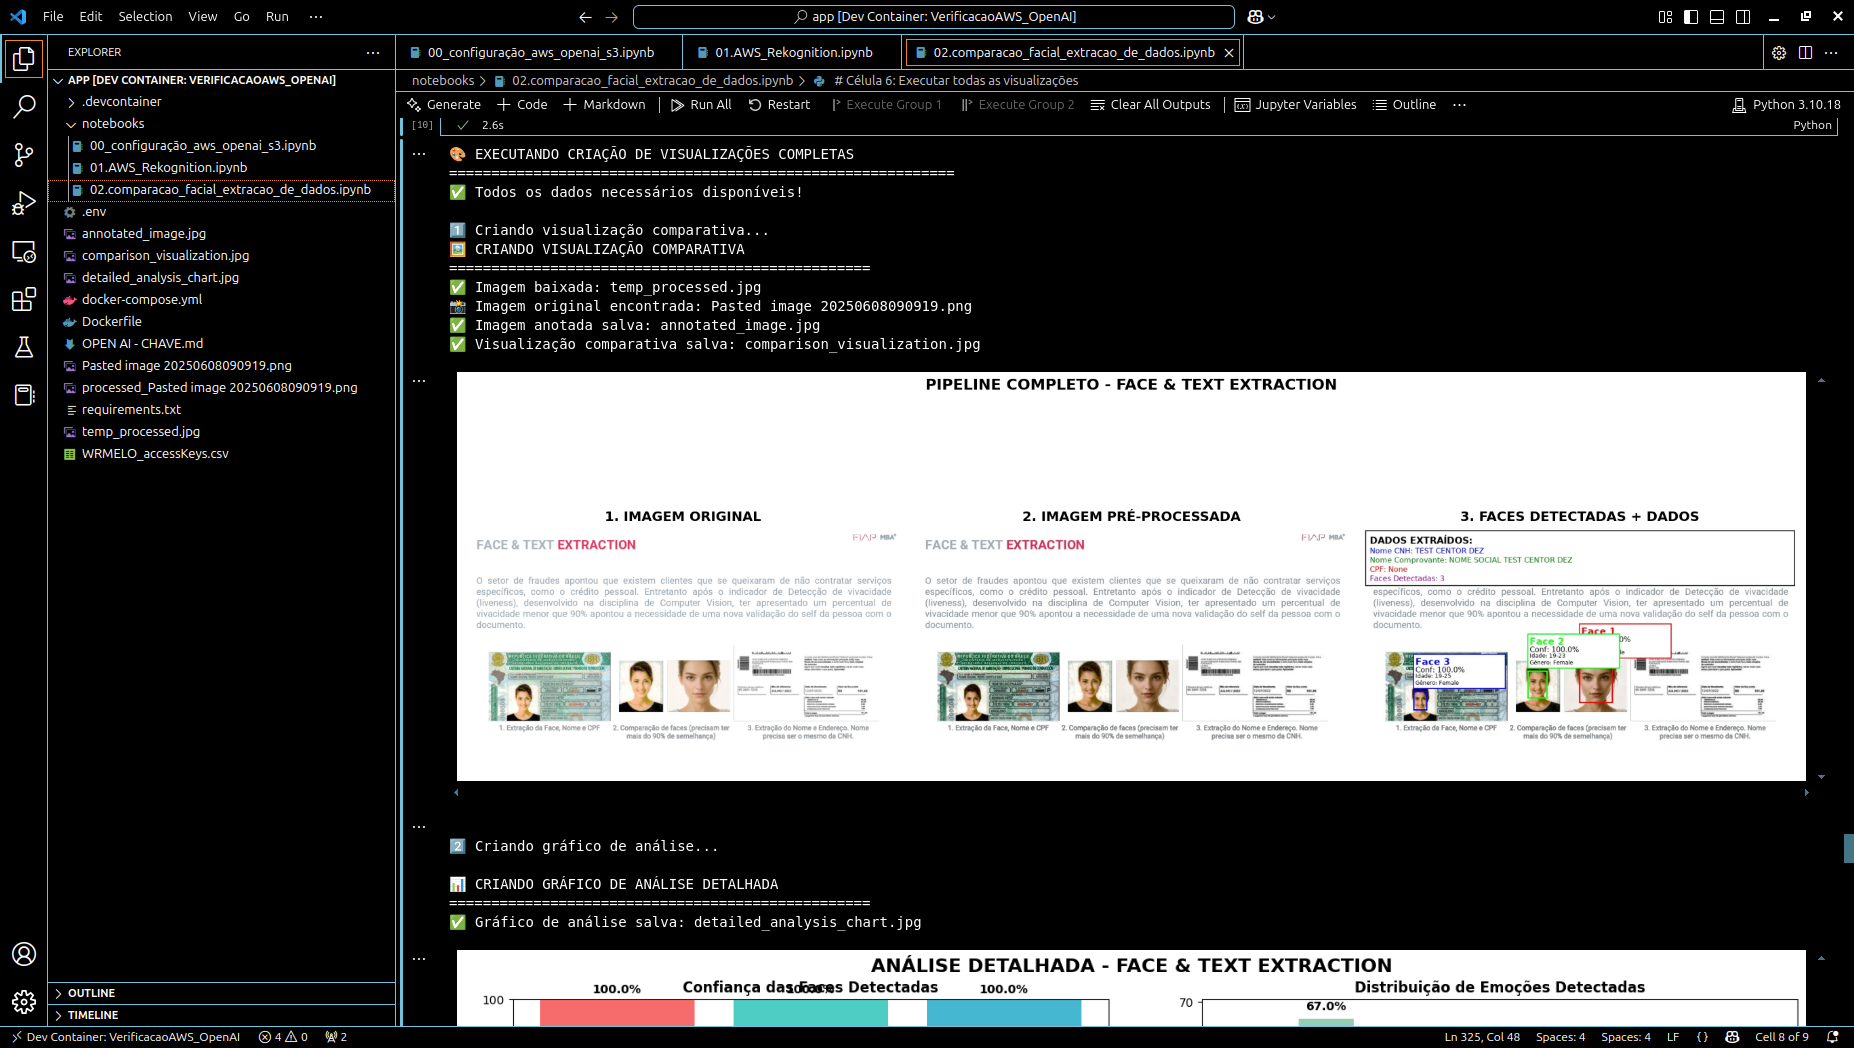 File Edit Selection View Go Run ···
app [Dev Container: VerificacaoAWS_OpenAI]
EXPLORER ···
APP [DEV CONTAINER: VERIFICACAOAWS_OPENAI]
.devcontainer
notebooks
00_configuração_aws_openai_s3.ipynb
01.AWS_Rekognition.ipynb
02.comparacao_facial_extracao_de_dados.ipynb
.env
annotated_image.jpg
comparison_visualization.jpg
detailed_analysis_chart.jpg
docker-compose.yml
Dockerfile
OPEN AI - CHAVE.md
Pasted image 20250608090919.png
processed_Pasted image 20250608090919.png
requirements.txt
temp_processed.jpg
WRMELO_accessKeys.csv
OUTLINE
TIMELINE
00_configuração_aws_openai_s3.ipynb
01.AWS_Rekognition.ipynb
02.comparacao_facial_extracao_de_dados.ipynb
notebooks > 02.comparacao_facial_extracao_de_dados.ipynb > # Célula 6: Executar todas as visualizações
Generate + Code + Markdown Run All Restart Execute Group 1 Execute Group 2 Clear All Outputs Jupyter Variables Outline ··· Python 3.10.18
[10] ✓ 2.6s Python
🎨 EXECUTANDO CRIAÇÃO DE VISUALIZAÇÕES COMPLETAS
============================================================
✅ Todos os dados necessários disponíveis!
1️⃣ Criando visualização comparativa...
🖼️ CRIANDO VISUALIZAÇÃO COMPARATIVA
==================================================
✅ Imagem baixada: temp_processed.jpg
📸 Imagem original encontrada: Pasted image 20250608090919.png
✅ Imagem anotada salva: annotated_image.jpg
✅ Visualização comparativa salva: comparison_visualization.jpg
PIPELINE COMPLETO - FACE & TEXT EXTRACTION
1. IMAGEM ORIGINAL
FIAP MBA+
FACE & TEXT EXTRACTION
O setor de fraudes apontou que existem clientes que se queixaram de não contratar serviços
específicos, como o crédito pessoal. Entretanto após o indicador de Detecção de vivacidade
(liveness), desenvolvido na disciplina de Computer Vision, ter apresentado um percentual de
vivacidade menor que 90% apontou a necessidade de uma nova validação do self da pessoa com o
documento.
1. Extração da Face, Nome e CPF
2. Comparação de faces (precisam ter
mais do 90% de semelhança)
3. Extração do Nome e Endereço. Nome
precisa ser o mesmo da CNH.
2. IMAGEM PRÉ-PROCESSADA
FIAP MBA+
FACE & TEXT EXTRACTION
O setor de fraudes apontou que existem clientes que se queixaram de não contratar serviços
específicos, como o crédito pessoal. Entretanto após o indicador de Detecção de vivacidade
(liveness), desenvolvido na disciplina de Computer Vision, ter apresentado um percentual de
vivacidade menor que 90% apontou a necessidade de uma nova validação do self da pessoa com o
documento.
1. Extração da Face, Nome e CPF
2. Comparação de faces (precisam ter
mais do 90% de semelhança)
3. Extração do Nome e Endereço. Nome
precisa ser o mesmo da CNH.
3. FACES DETECTADAS + DADOS
DADOS EXTRAÍDOS:
Nome CNH: TEST CENTOR DEZ
Nome Comprovante: NOME SOCIAL TEST CENTOR DEZ
CPF: None
Faces Detectadas: 3
específicos, como o crédito pessoal. Entretanto após o indicador de Detecção de vivacidade
(liveness), desenvolvido na disciplina de Computer Vision, ter apresentado um percentual de
vivacidade menor que 90% apontou a necessidade de uma nova validação do self da pessoa com o
documento.
Face 1
Face 2
Conf: 100.0%
Idade: 19-23
Gênero: Female
Face 3
Conf: 100.0%
Idade: 19-25
Gênero: Female
1. Extração da Face, Nome e CPF
2. Comparação de faces (precisam ter
mais do 90% de semelhança)
3. Extração do Nome e Endereço. Nome
precisa ser o mesmo da CNH.
2️⃣ Criando gráfico de análise...
📊 CRIANDO GRÁFICO DE ANÁLISE DETALHADA
==================================================
✅ Gráfico de análise salva: detailed_analysis_chart.jpg
ANÁLISE DETALHADA - FACE & TEXT EXTRACTION
Confiança das Faces Detectadas
100.0% 100.0% 100.0%
100
Distribuição de Emoções Detectadas
70
67.0%
Dev Container: VerificacaoAWS_OpenAI 4 0 2
Ln 325, Col 48 Spaces: 4 Spaces: 4 LF { } Cell 8 of 9